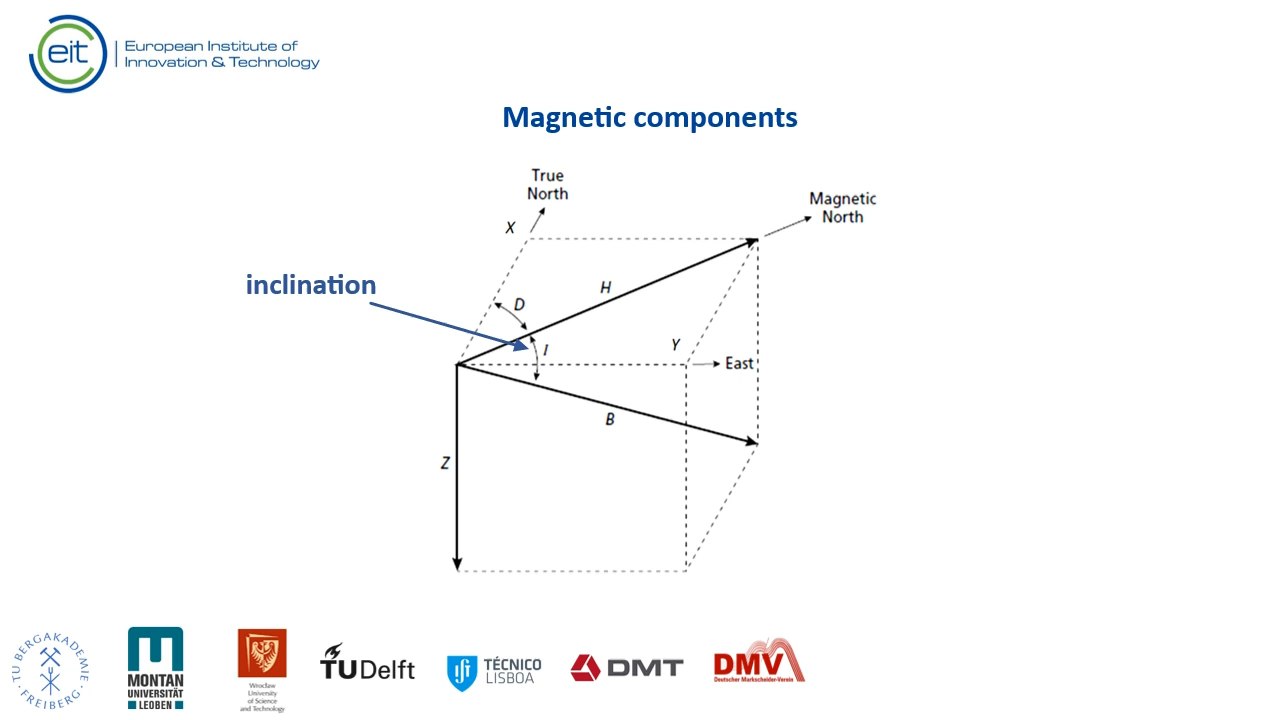 eit
European Institute of
Innovation & Technology
Magnetic components
True
North
Magnetic
North
X
inclination
H
D
Y
I
East
B
Z
TU BERGAKADEMIE
· FREIBERG ·
MONTAN
UNIVERSITÄT
LEOBEN
Wrocław
University
of Science
and Technology
TUDelft
TÉCNICO
LISBOA
DMT
DMV
Deutscher Markscheider-Verein